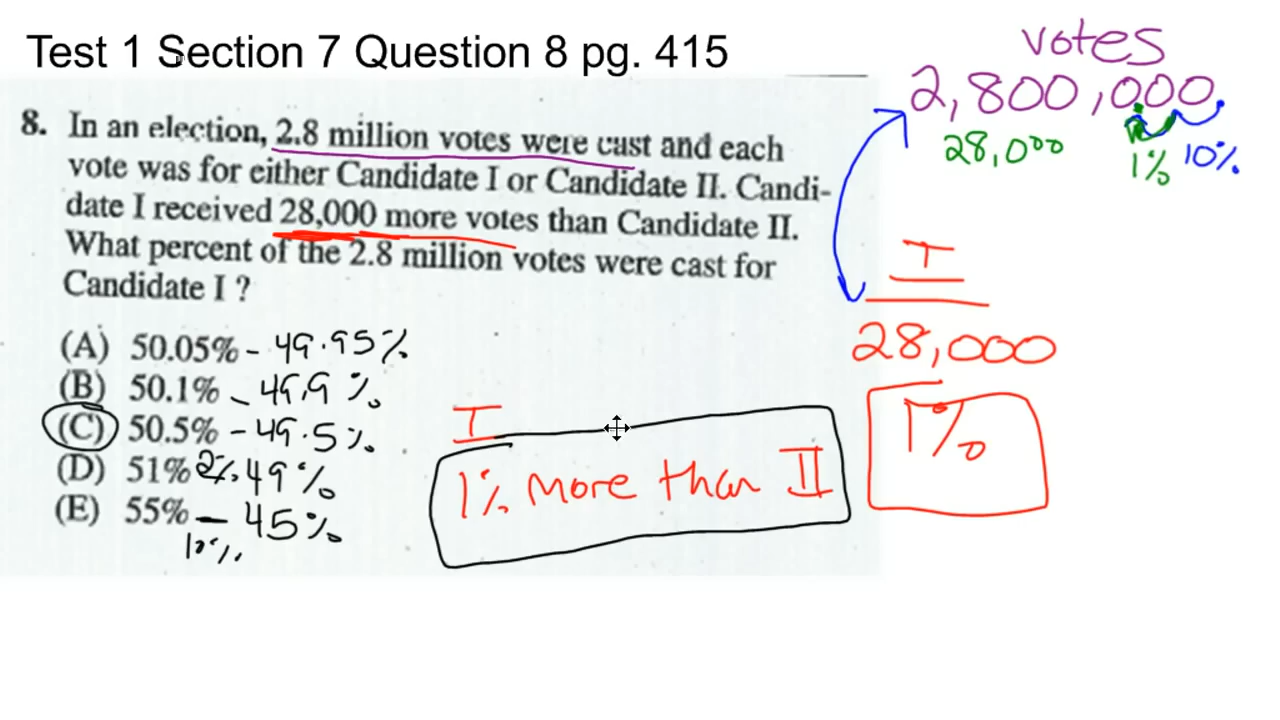 Test 1 Section 7 Question 8 pg. 415
votes
2,800,000.
28,000 1% 10%
8. In an election, 2.8 million votes were cast and each
vote was for either Candidate I or Candidate II. Candi-
date I received 28,000 more votes than Candidate II.
What percent of the 2.8 million votes were cast for
Candidate I ?
I
28,000
1%
(A) 50.05% - 49.95%
(B) 50.1% - 49.9%
(C) 50.5% - 49.5%
(D) 51% 2% 49%
(E) 55% - 45%
10%
I
1% more than II